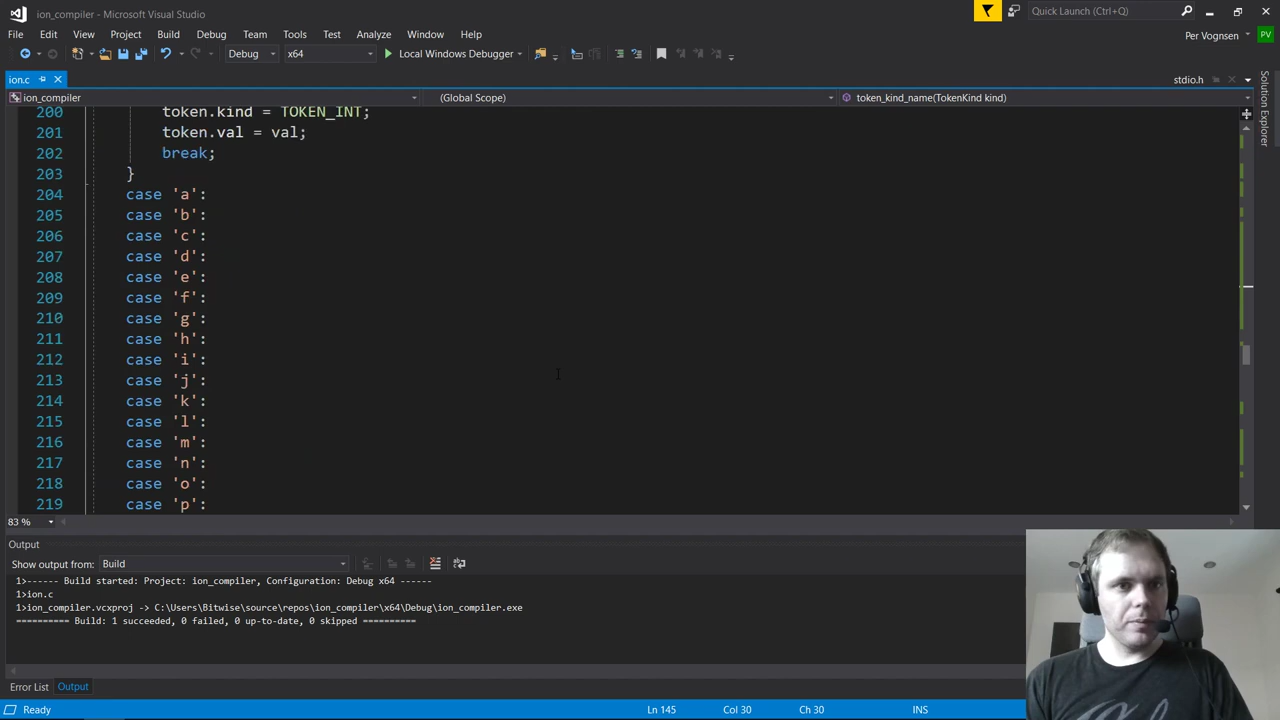 ion_compiler - Microsoft Visual Studio
Quick Launch (Ctrl+Q)
File Edit View Project Build Debug Team Tools Test Analyze Window Help
Per Vognsen PV
Debug x64 Local Windows Debugger
ion.c
stdio.h
ion_compiler (Global Scope) token_kind_name(TokenKind kind)
200 token.kind = TOKEN_INT;
201 token.val = val;
202 break;
203 }
204 case 'a':
205 case 'b':
206 case 'c':
207 case 'd':
208 case 'e':
209 case 'f':
210 case 'g':
211 case 'h':
212 case 'i':
213 case 'j':
214 case 'k':
215 case 'l':
216 case 'm':
217 case 'n':
218 case 'o':
219 case 'p':
Solution Explorer
83 %
Output
Show output from: Build
1>------ Build started: Project: ion_compiler, Configuration: Debug x64 ------
1>ion.c
1>ion_compiler.vcxproj -> C:\Users\Bitwise\source\repos\ion_compiler\x64\Debug\ion_compiler.exe
========== Build: 1 succeeded, 0 failed, 0 up-to-date, 0 skipped ==========
Error List Output
Ready Ln 145 Col 30 Ch 30 INS